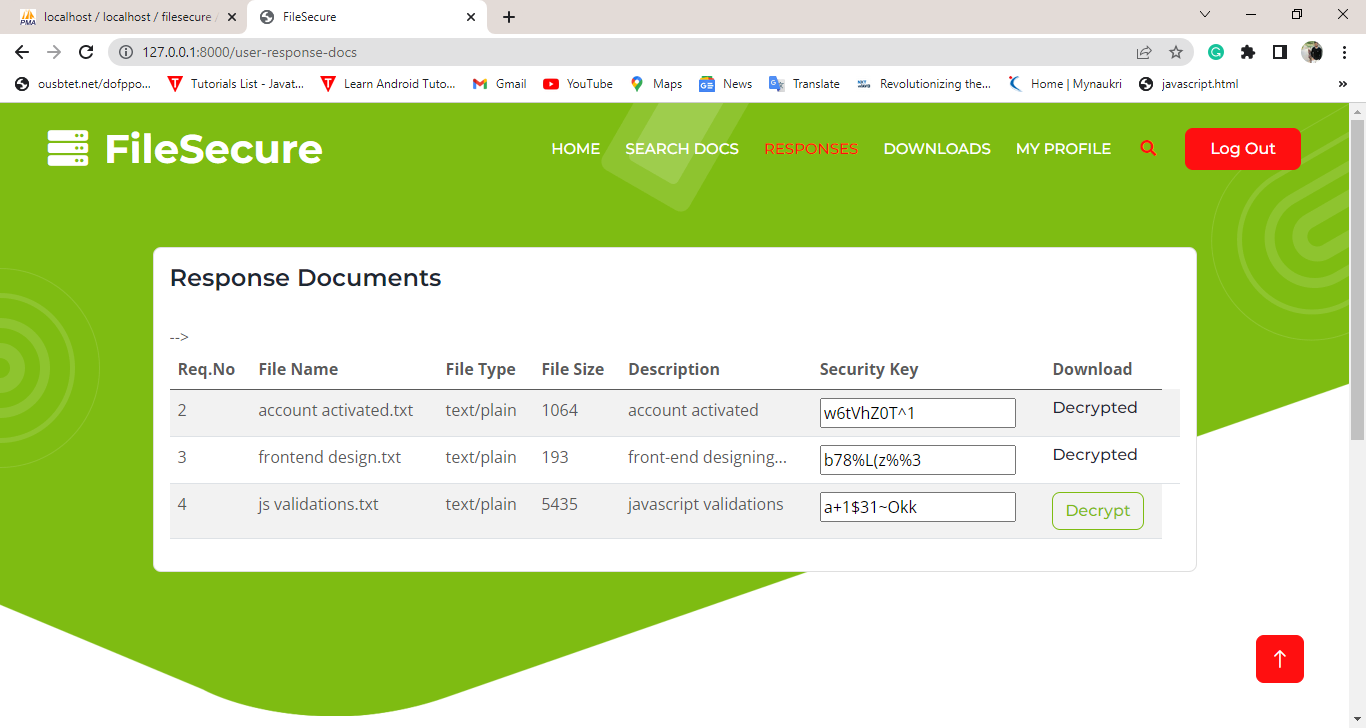 localhost / localhost / filesecure /
FileSecure
127.0.0.1:8000/user-response-docs
ousbtet.net/dofppo... Tutorials List - Javat... Learn Android Tuto... Gmail YouTube Maps News Translate Revolutionizing the... Home | Mynaukri javascript.html »
FileSecure HOME SEARCH DOCS RESPONSES DOWNLOADS MY PROFILE Log Out
Response Documents
-->
Req.No File Name File Type File Size Description Security Key Download
2 account activated.txt text/plain 1064 account activated w6tVhZ0T^1 Decrypted
3 frontend design.txt text/plain 193 front-end designing... b78%L(z%%3 Decrypted
4 js validations.txt text/plain 5435 javascript validations a+1$31~Okk Decrypt